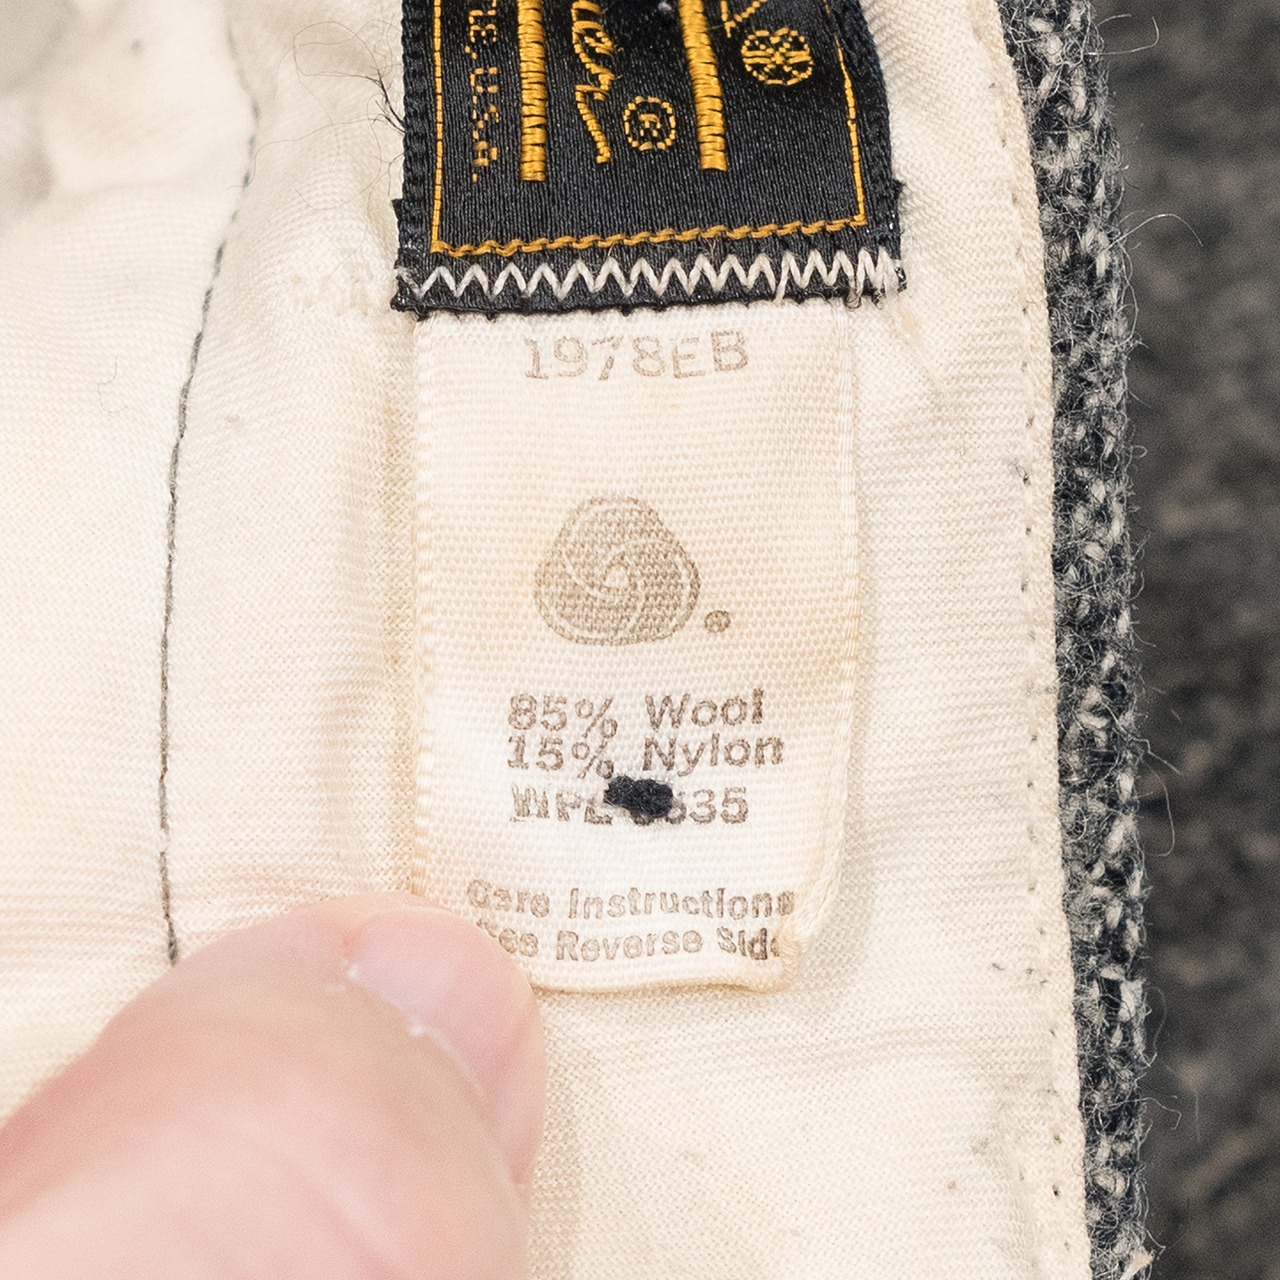 U.S.A.
©
1978EB
85% Wool
15% Nylon
Care Instructions
See Reverse Side